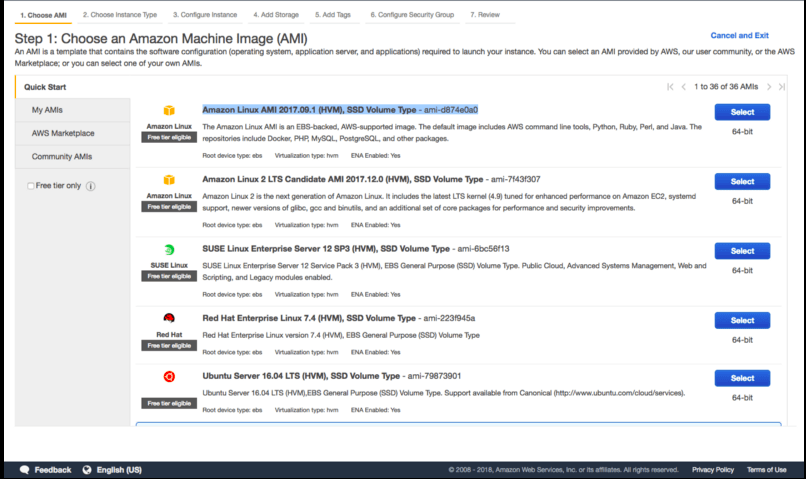 1. Choose AMI 2. Choose Instance Type 3. Configure Instance 4. Add Storage 5. Add Tags 6. Configure Security Group 7. Review
Step 1: Choose an Amazon Machine Image (AMI)
Cancel and Exit
An AMI is a template that contains the software configuration (operating system, application server, and applications) required to launch your instance. You can select an AMI provided by AWS, our user community, or the AWS
Marketplace; or you can select one of your own AMIs.
Quick Start
1 to 36 of 36 AMIs
My AMIs
AWS Marketplace
Community AMIs
Free tier only
Amazon Linux
Free tier eligible
Amazon Linux AMI 2017.09.1 (HVM), SSD Volume Type - ami-d874e0a0
The Amazon Linux AMI is an EBS-backed, AWS-supported image. The default image includes AWS command line tools, Python, Ruby, Perl, and Java. The
repositories include Docker, PHP, MySQL, PostgreSQL, and other packages.
Root device type: ebs Virtualization type: hvm ENA Enabled: Yes
Select
64-bit
Amazon Linux
Free tier eligible
Amazon Linux 2 LTS Candidate AMI 2017.12.0 (HVM), SSD Volume Type - ami-7f43f307
Amazon Linux 2 is the next generation of Amazon Linux. It includes the latest LTS kernel (4.9) tuned for enhanced performance on Amazon EC2, systemd
support, newer versions of glibc, gcc and binutils, and an additional set of core packages for performance and security improvements.
Root device type: ebs Virtualization type: hvm ENA Enabled: Yes
Select
64-bit
SUSE Linux
Free tier eligible
SUSE Linux Enterprise Server 12 SP3 (HVM), SSD Volume Type - ami-6bc56f13
SUSE Linux Enterprise Server 12 Service Pack 3 (HVM), EBS General Purpose (SSD) Volume Type. Public Cloud, Advanced Systems Management, Web and
Scripting, and Legacy modules enabled.
Root device type: ebs Virtualization type: hvm ENA Enabled: Yes
Select
64-bit
Red Hat
Free tier eligible
Red Hat Enterprise Linux 7.4 (HVM), SSD Volume Type - ami-223f945a
Red Hat Enterprise Linux version 7.4 (HVM), EBS General Purpose (SSD) Volume Type
Root device type: ebs Virtualization type: hvm ENA Enabled: Yes
Select
64-bit
Free tier eligible
Ubuntu Server 16.04 LTS (HVM), SSD Volume Type - ami-79873901
Ubuntu Server 16.04 LTS (HVM),EBS General Purpose (SSD) Volume Type. Support available from Canonical (http://www.ubuntu.com/cloud/services).
Root device type: ebs Virtualization type: hvm ENA Enabled: Yes
Select
64-bit
Feedback English (US) © 2008 - 2018, Amazon Web Services, Inc. or its affiliates. All rights reserved. Privacy Policy Terms of Use